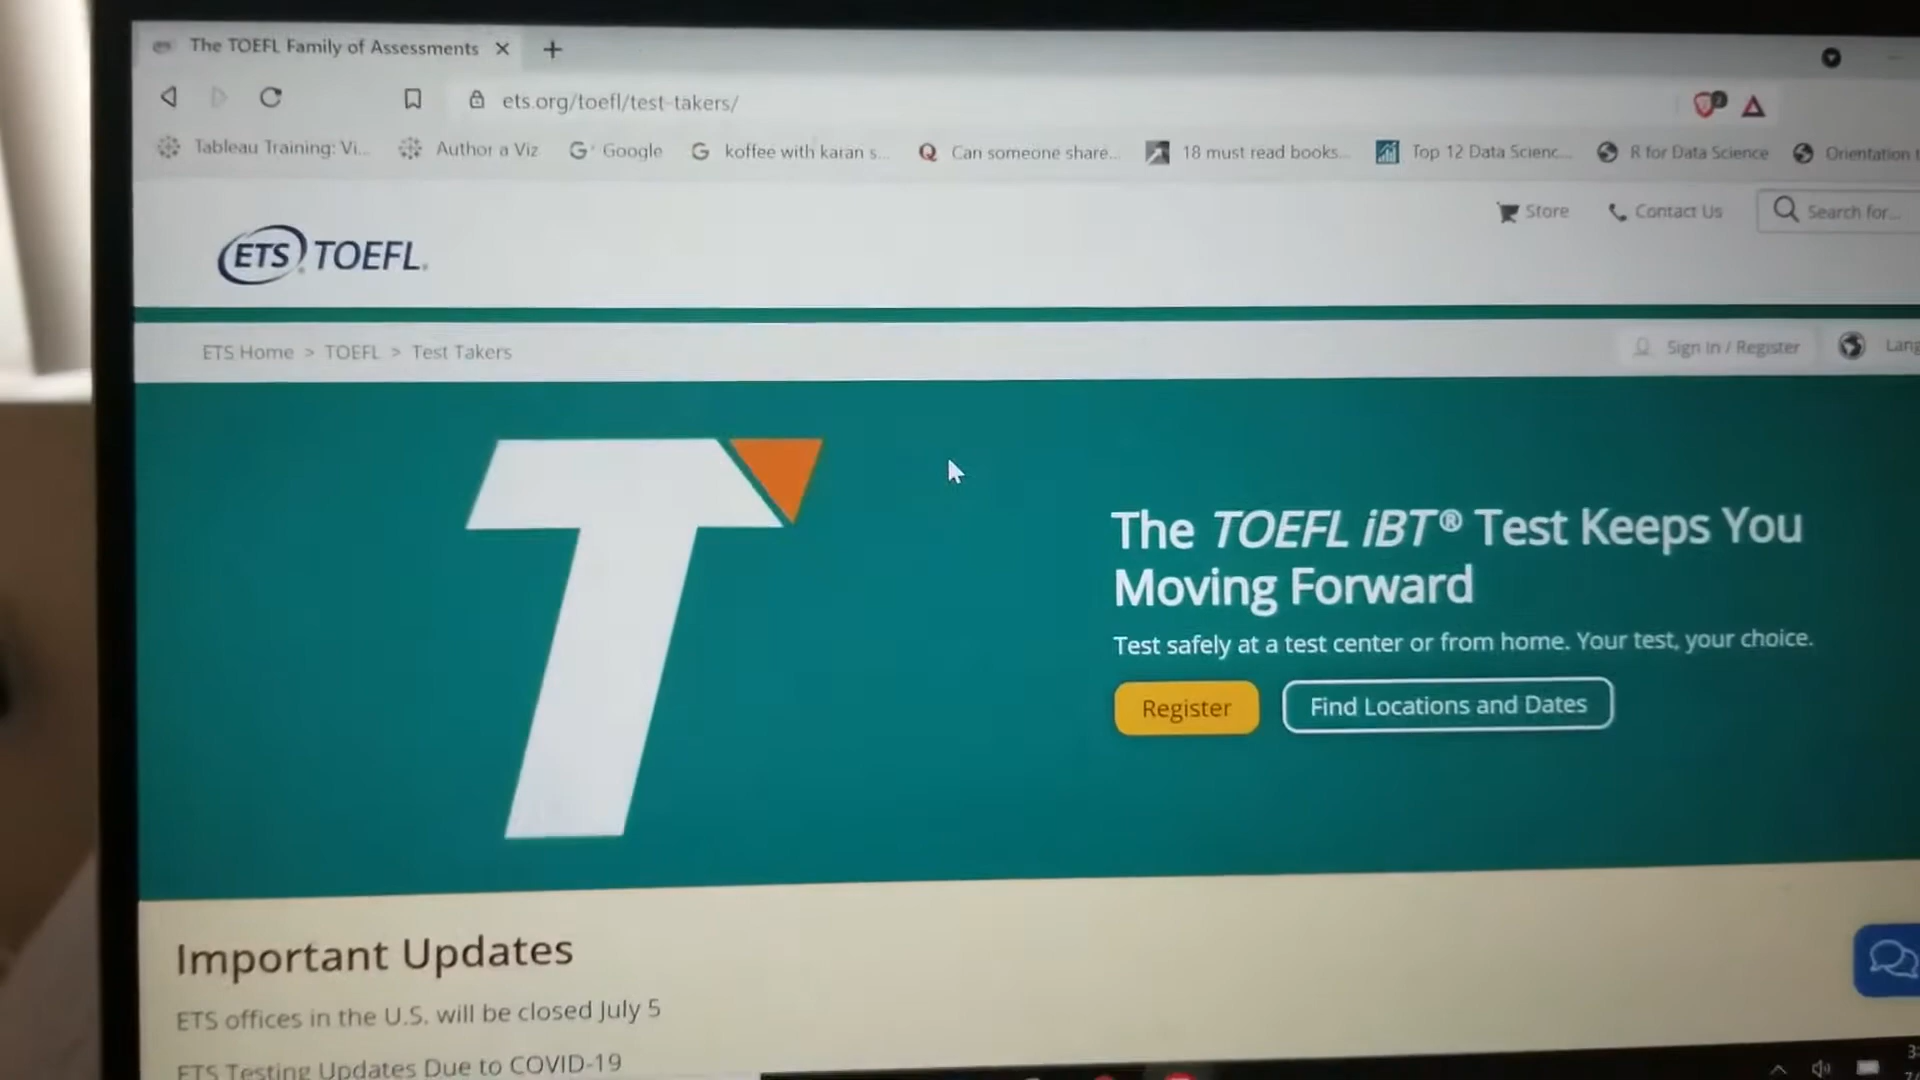 The TOEFL Family of Assessments
ets.org/toefl/test-takers/
Tableau Training: Vi... Author a Viz Google koffee with karan s... Can someone share... 18 must read books... Top 12 Data Scienc... R for Data Science Orientation
Store Contact Us Search for...
ETS TOEFL
ETS Home > TOEFL > Test Takers Sign In / Register Lang
T
The TOEFL iBT® Test Keeps You
Moving Forward
Test safely at a test center or from home. Your test, your choice.
Register Find Locations and Dates
Important Updates
ETS offices in the U.S. will be closed July 5
ETS Testing Updates Due to COVID-19